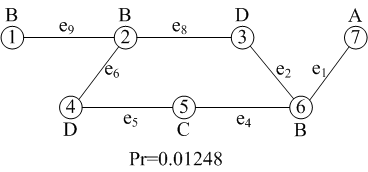 B B D A
1 e9 2 e8 3 7
e6 e2 e1
4 e5 5 e4 6
D C B
Pr=0.01248